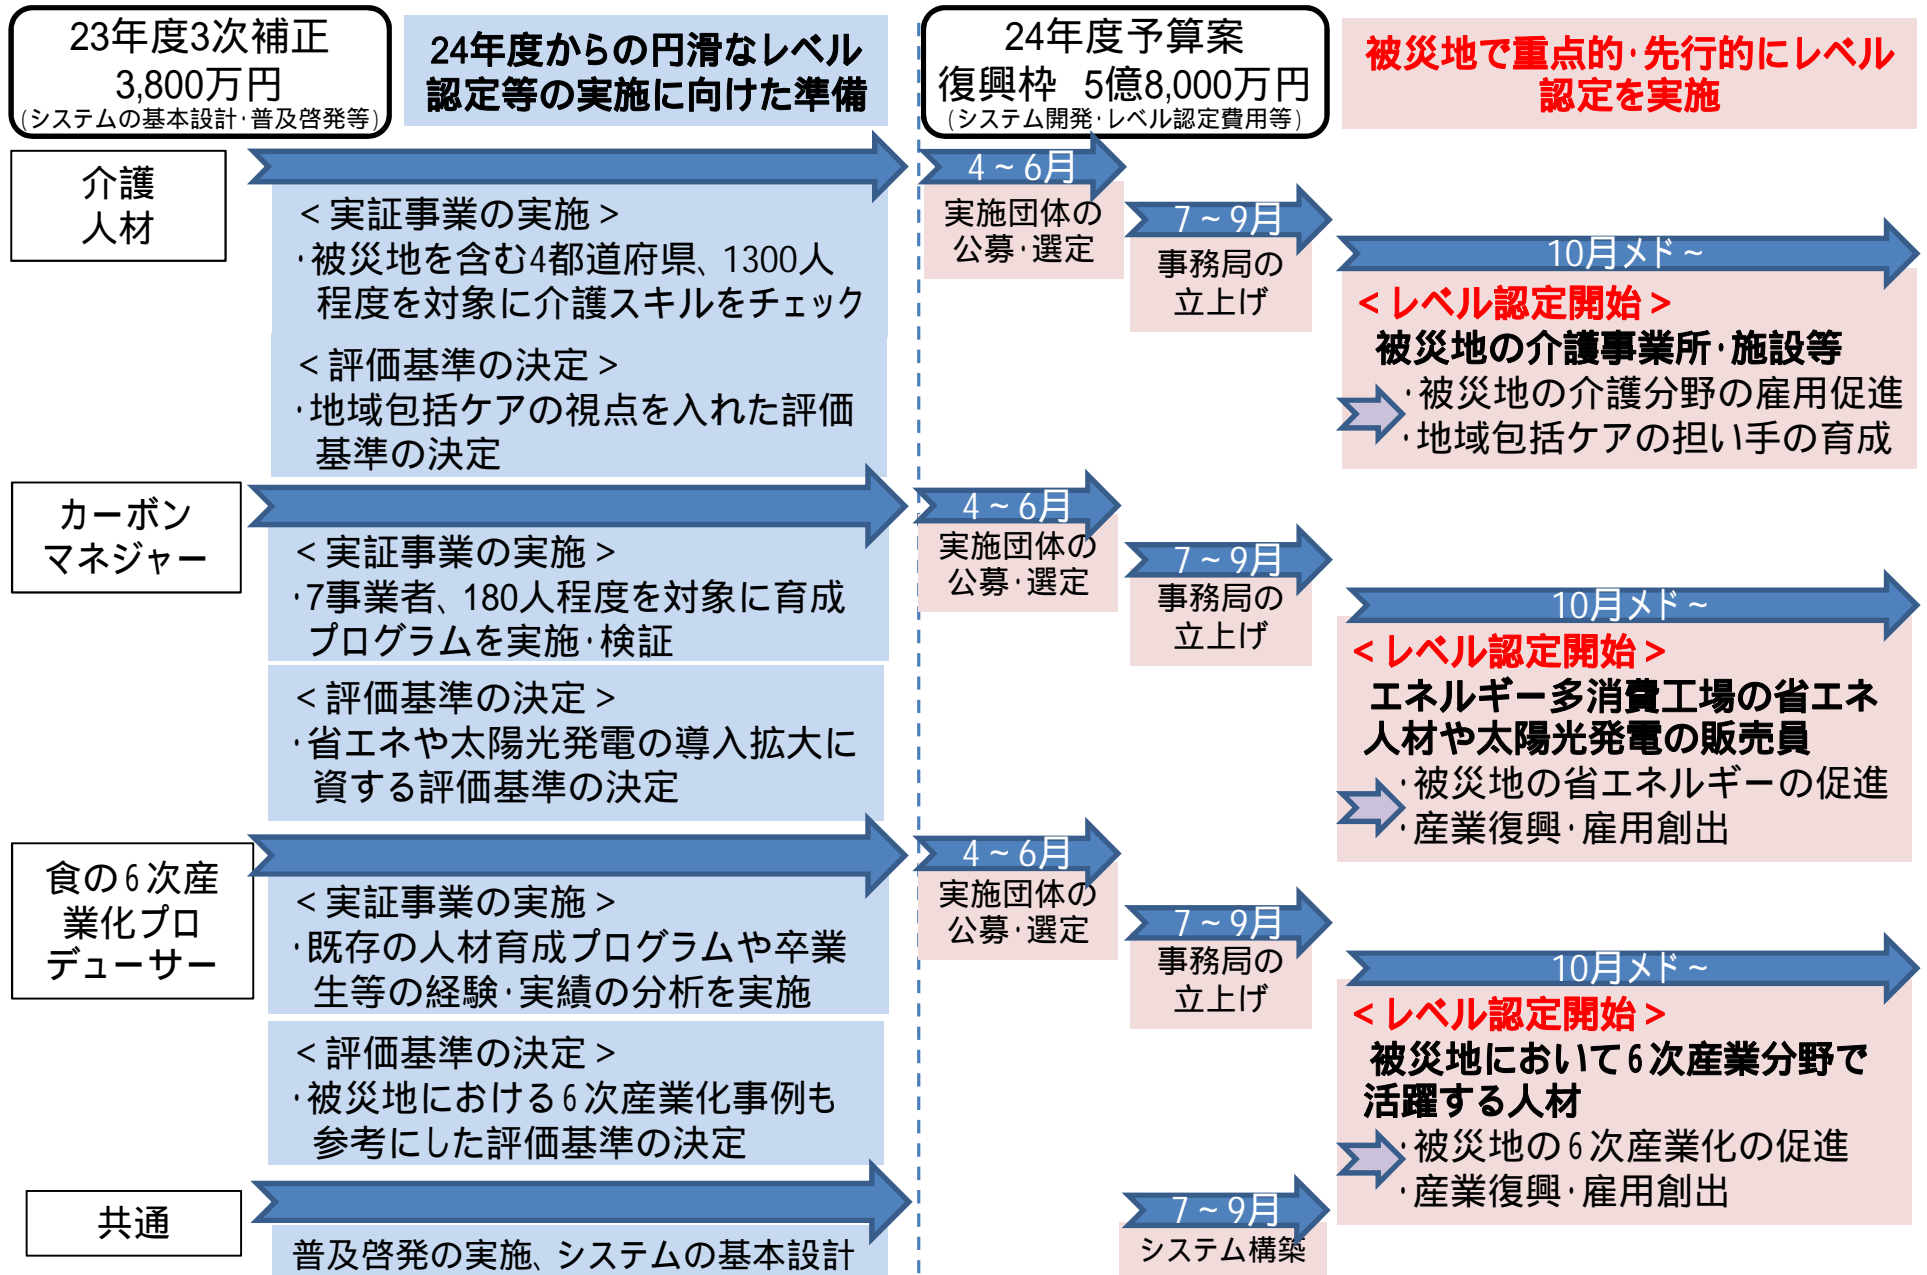 23年度3次補正
3,800万円
(システムの基本設計・普及啓発等)
24年度からの円滑なレベル
認定等の実施に向けた準備
24年度予算案
復興枠 5億8,000万円
(システム開発・レベル認定費用等)
被災地で重点的・先行的にレベル
認定を実施
介護
人材
<実証事業の実施>
・被災地を含む4都道府県、1300人
程度を対象に介護スキルをチェック
<評価基準の決定>
・地域包括ケアの視点を入れた評価
基準の決定
4~6月
実施団体の
公募・選定
7~9月
事務局の
立上げ
10月メド~
<レベル認定開始>
被災地の介護事業所・施設等
・被災地の介護分野の雇用促進
・地域包括ケアの担い手の育成
カーボン
マネジャー
<実証事業の実施>
・7事業者、180人程度を対象に育成
プログラムを実施・検証
<評価基準の決定>
・省エネや太陽光発電の導入拡大に
資する評価基準の決定
4~6月
実施団体の
公募・選定
7~9月
事務局の
立上げ
10月メド~
<レベル認定開始>
エネルギー多消費工場の省エネ
人材や太陽光発電の販売員
・被災地の省エネルギーの促進
・産業復興・雇用創出
食の6次産
業化プロ
デューサー
<実証事業の実施>
・既存の人材育成プログラムや卒業
生等の経験・実績の分析を実施
<評価基準の決定>
・被災地における6次産業化事例も
参考にした評価基準の決定
4~6月
実施団体の
公募・選定
7~9月
事務局の
立上げ
10月メド~
<レベル認定開始>
被災地において6次産業分野で
活躍する人材
・被災地の6次産業化の促進
・産業復興・雇用創出
共通
普及啓発の実施、システムの基本設計
7~9月
システム構築